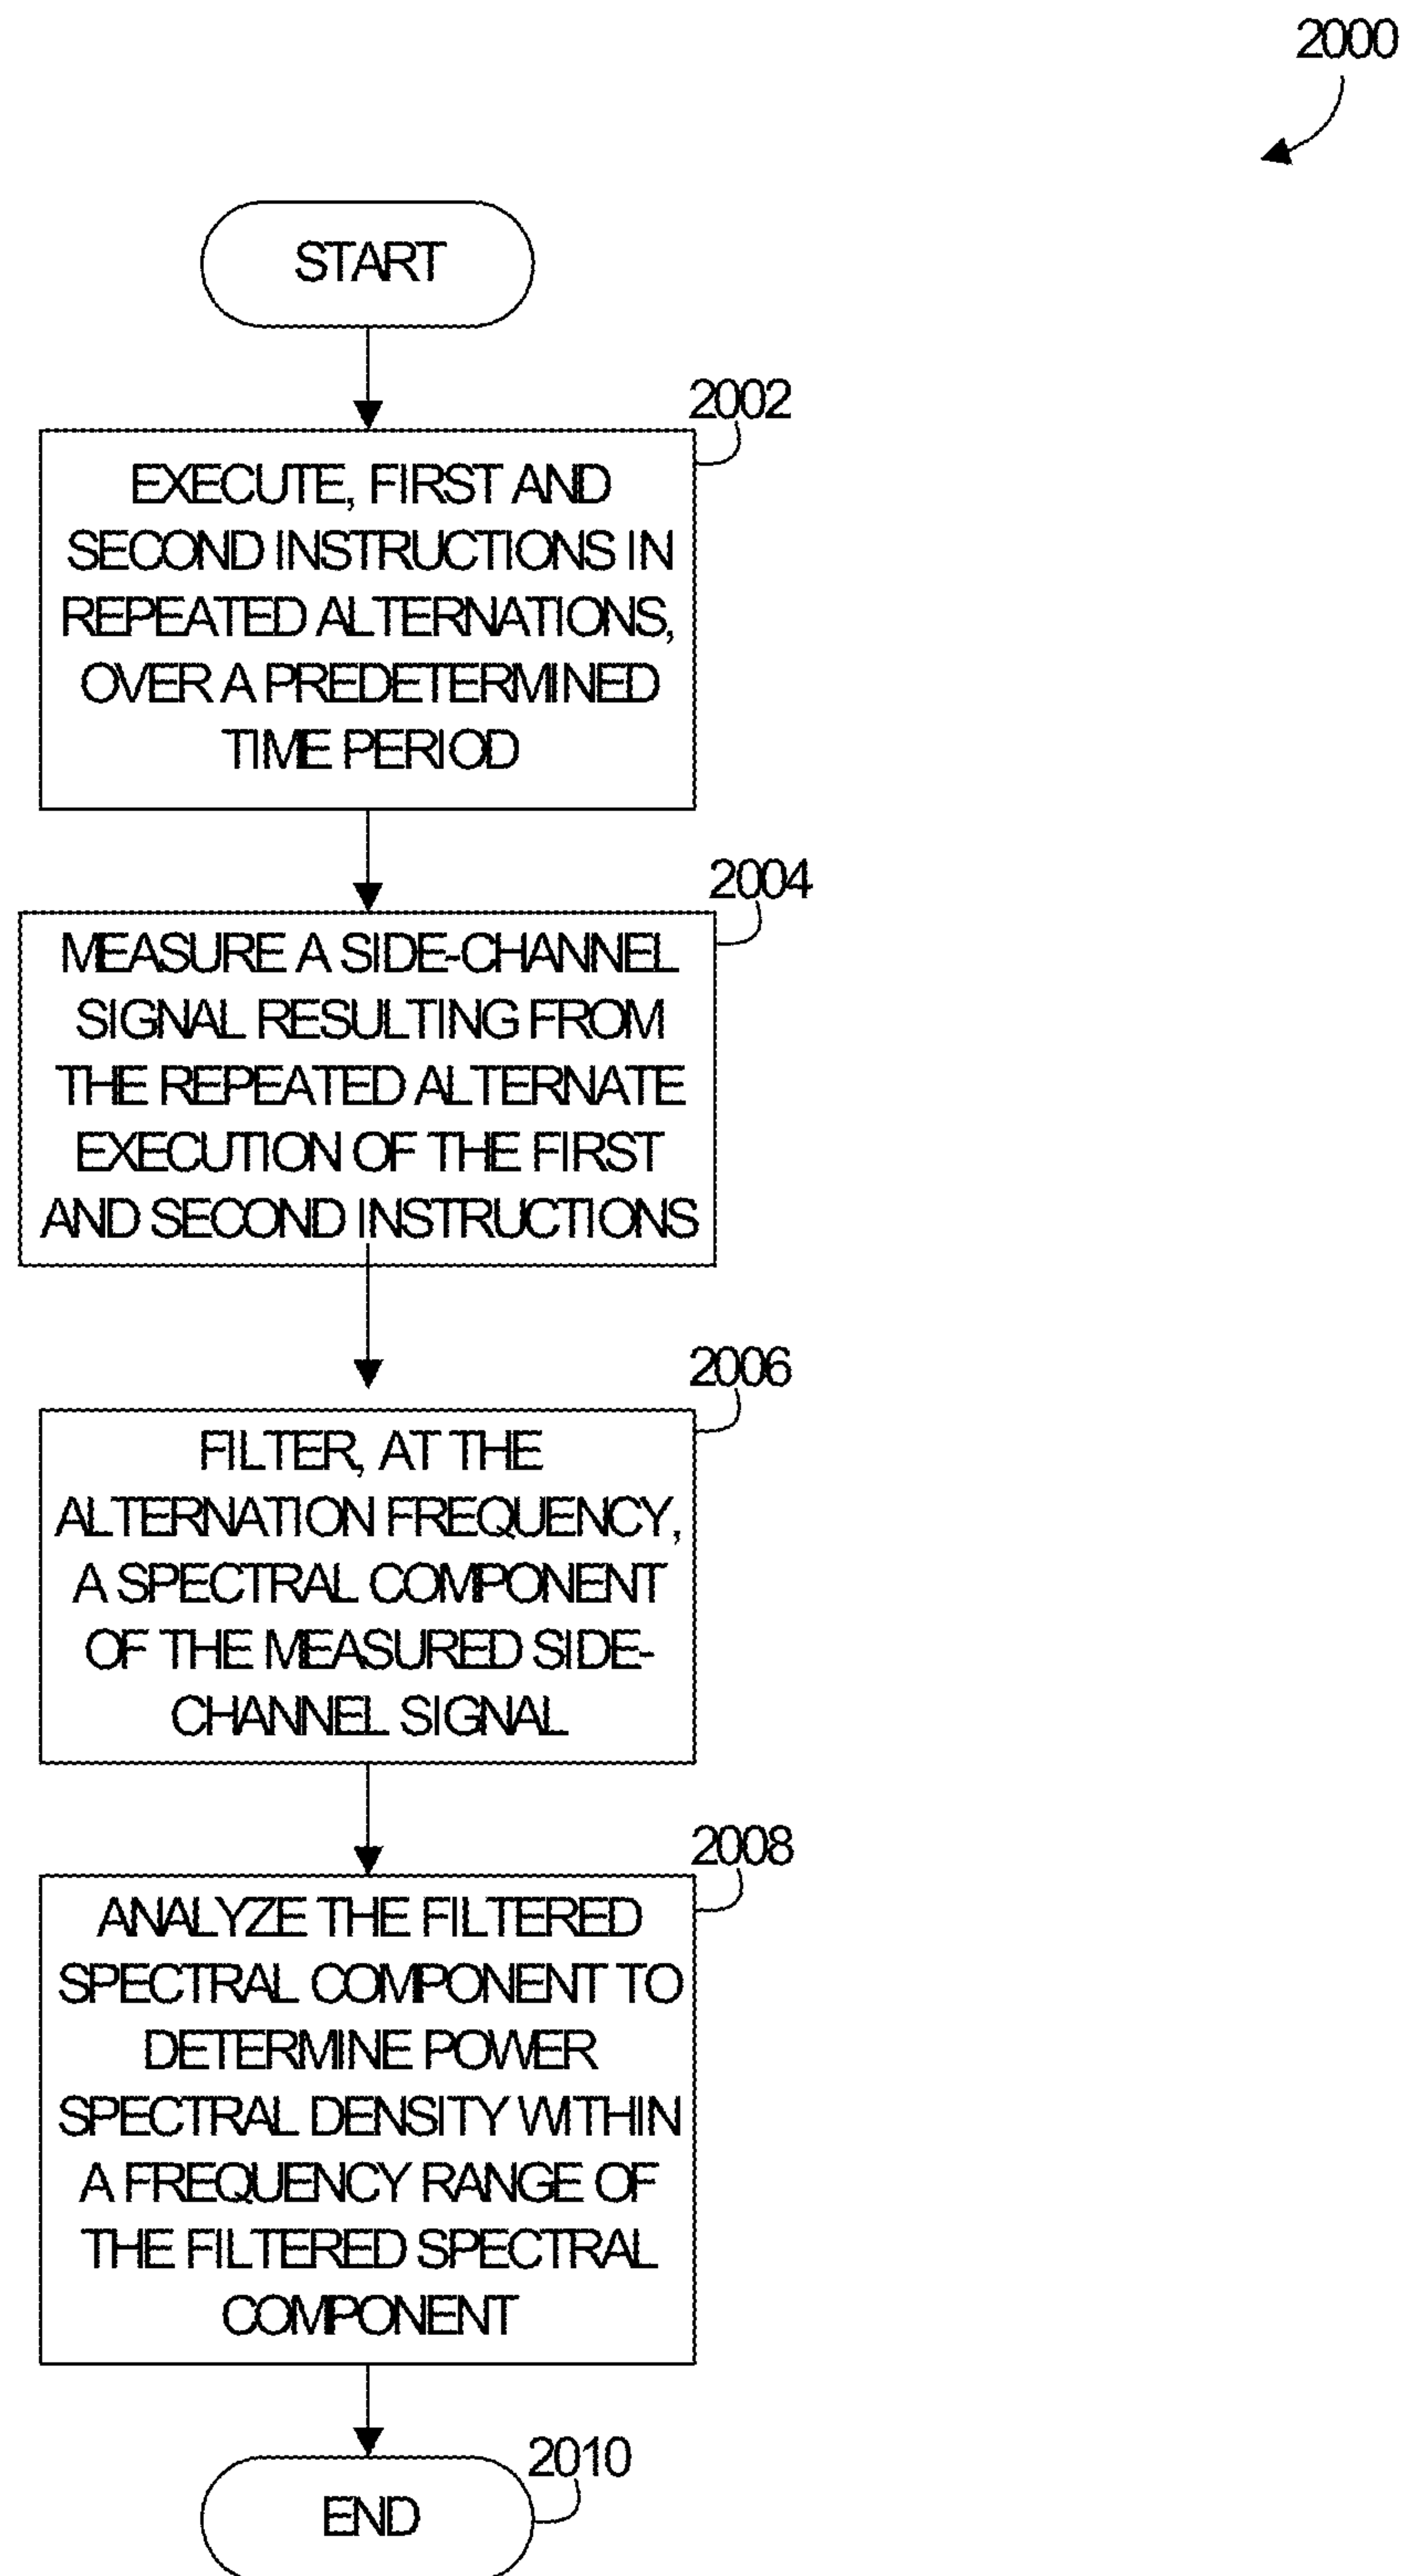 2000
START
2002
EXECUTE, FIRST AND
SECOND INSTRUCTIONS IN
REPEATED ALTERNATIONS,
OVER A PREDETERMINED
TIME PERIOD
2004
MEASURE A SIDE-CHANNEL
SIGNAL RESULTING FROM
THE REPEATED ALTERNATE
EXECUTION OF THE FIRST
AND SECOND INSTRUCTIONS
2006
FILTER, AT THE
ALTERNATION FREQUENCY,
A SPECTRAL COMPONENT
OF THE MEASURED SIDE-
CHANNEL SIGNAL
2008
ANALYZE THE FILTERED
SPECTRAL COMPONENT TO
DETERMINE POWER
SPECTRAL DENSITY WITHIN
A FREQUENCY RANGE OF
THE FILTERED SPECTRAL
COMPONENT
2010
END